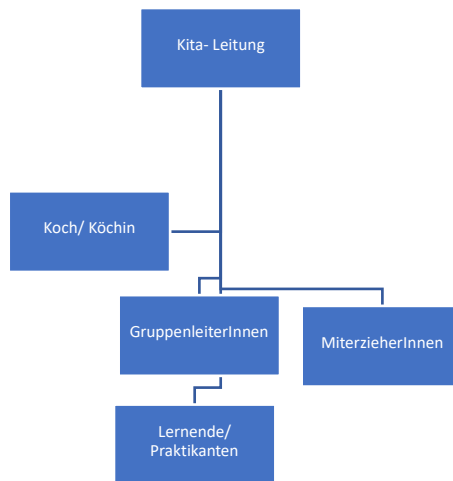 Kita- Leitung
Koch/ Köchin
GruppenleiterInnen
MiterzieherInnen
Lernende/
Praktikanten